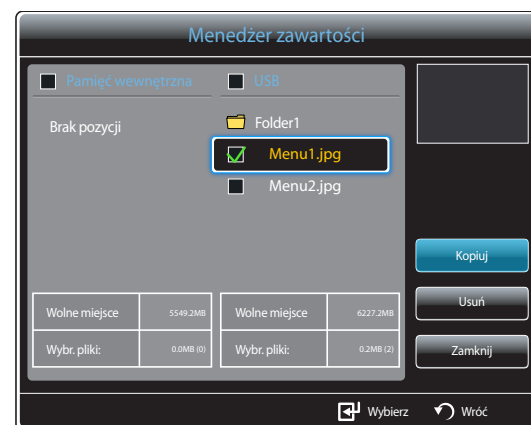 Menedżer zawartości
Pamięć wewnętrzna
USB
Brak pozycji
Folder1
Menu1.jpg
Menu2.jpg
Kopiuj
Usuń
Zamknij
Wolne miejsce 5549.2MB
Wybr. pliki: 0.0MB (0)
Wolne miejsce 6227.2MB
Wybr. pliki: 0.2MB (2)
Wybierz Wróć